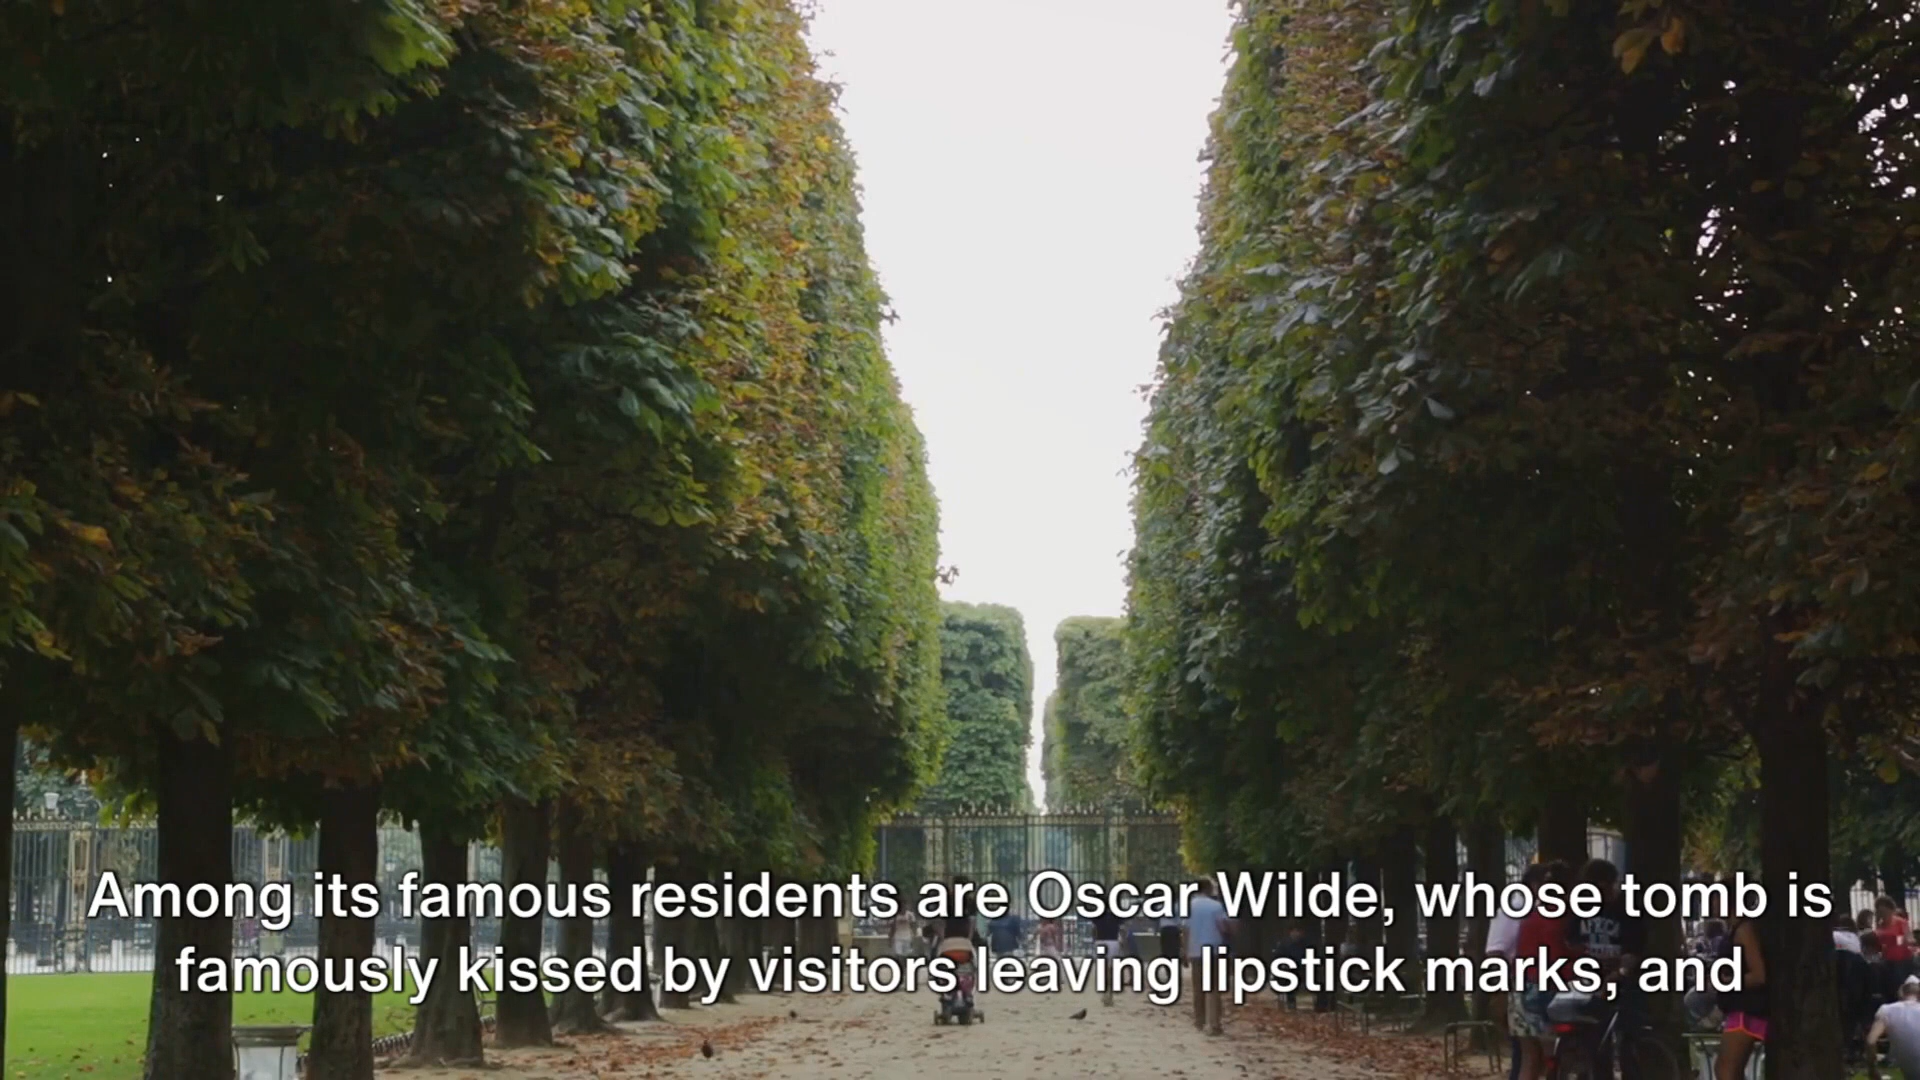 Among its famous residents are Oscar Wilde, whose tomb is
famously kissed by visitors leaving lipstick marks, and